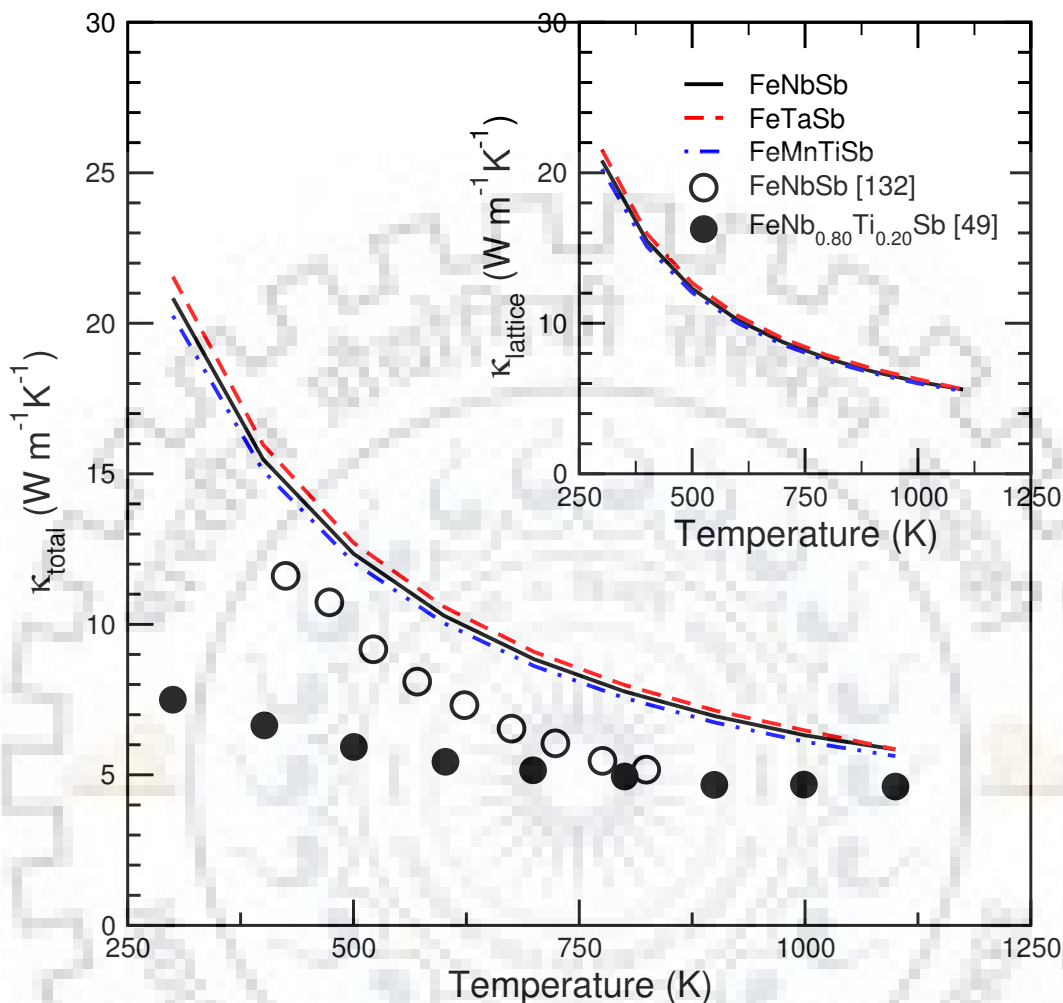 30
25
20
15
10
5
0
κtotal (W m-1K-1)
250
500
750
1000
1250
Temperature (K)
30
20
10
0
κlattice (W m-1K-1)
250
500
750
1000
1250
Temperature (K)
FeNbSb
FeTaSb
FeMnTiSb
FeNbSb [132]
FeNb0.80Ti0.20Sb [49]